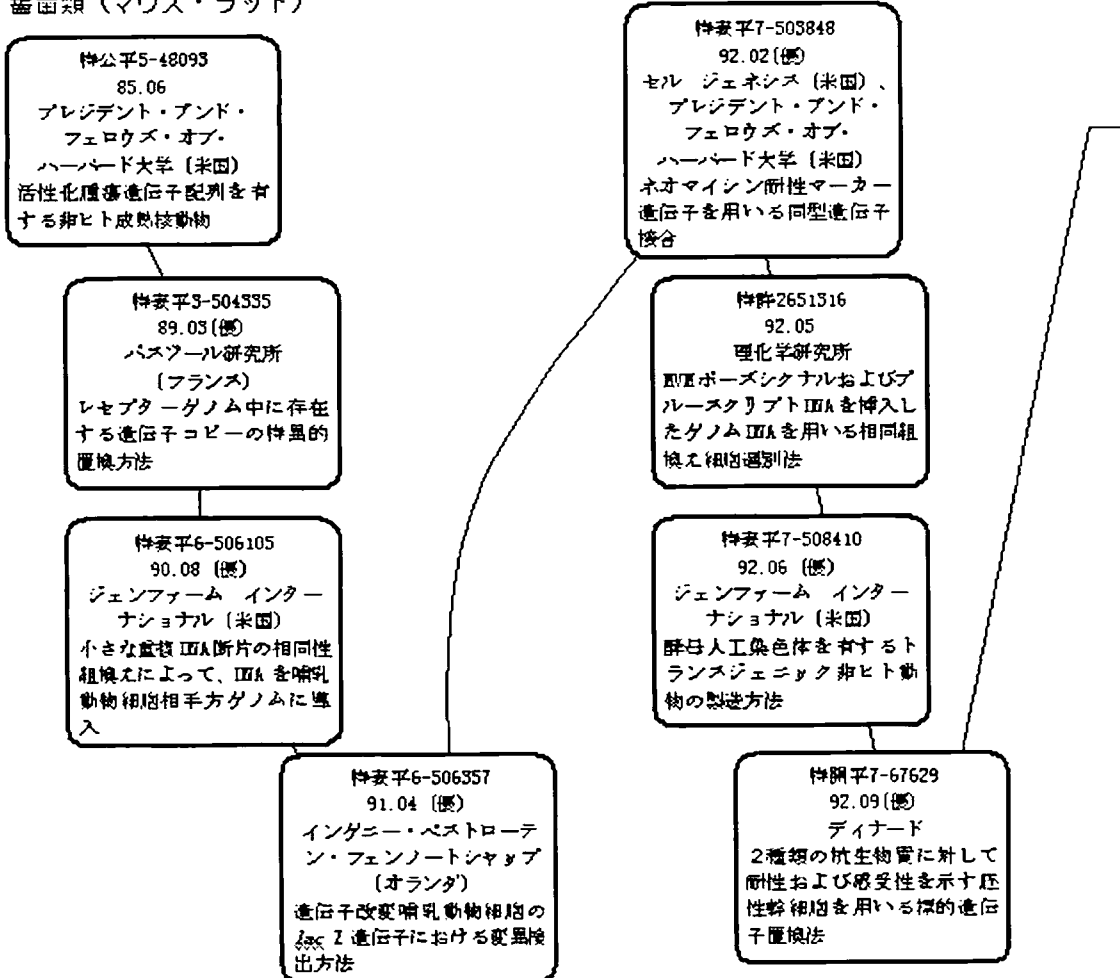 歯類(マウス・ラット)
特公平5-48093
85.06
プレジデント・アンド・
フェロウズ・オブ・
ハーバード大学〔米国〕
活性化腫瘍遺伝子配列を有
する非ヒト成熟核動物
特表平3-504335
89.03(優)
パスツール研究所
〔フランス〕
レセプターゲノム中に存在
する遺伝子コピーの特異的
置換方法
特表平6-506105
90.08 (優)
ジェンファーム インター
ナショナル〔米国〕
小さな重複DNA断片の相同性
組換えによって、DNAを哺乳
動物細胞相手方ゲノムに導
入
特表平6-506357
91.04 (優)
インゲニー・ベストローテ
ン・フェンノートシャップ
〔オランダ〕
遺伝子改変哺乳動物細胞の
lac Z 遺伝子における変異検
出方法
特表平7-503848
92.02(優)
セル ジェネシス〔米国〕、
プレジデント・アンド・
フェロウズ・オブ・
ハーバード大学〔米国〕
ネオマイシン耐性マーカー
遺伝子を用いる同型遺伝子
接合
特許2651316
92.05
理化学研究所
ポーズシグナルおよびブ
ルースクリプトDNAを挿入し
たゲノムDNAを用いる相同組
換え細胞選別法
特表平7-508410
92.06 (優)
ジェンファーム インター
ナショナル〔米国〕
酵母人工染色体を有するト
ランスジェニック非ヒト動
物の製造方法
特開平7-67629
92.09(優)
ディナード
2種類の抗生物質に対して
耐性および感受性を示す胚
性幹細胞を用いる標的遺伝
子置換法